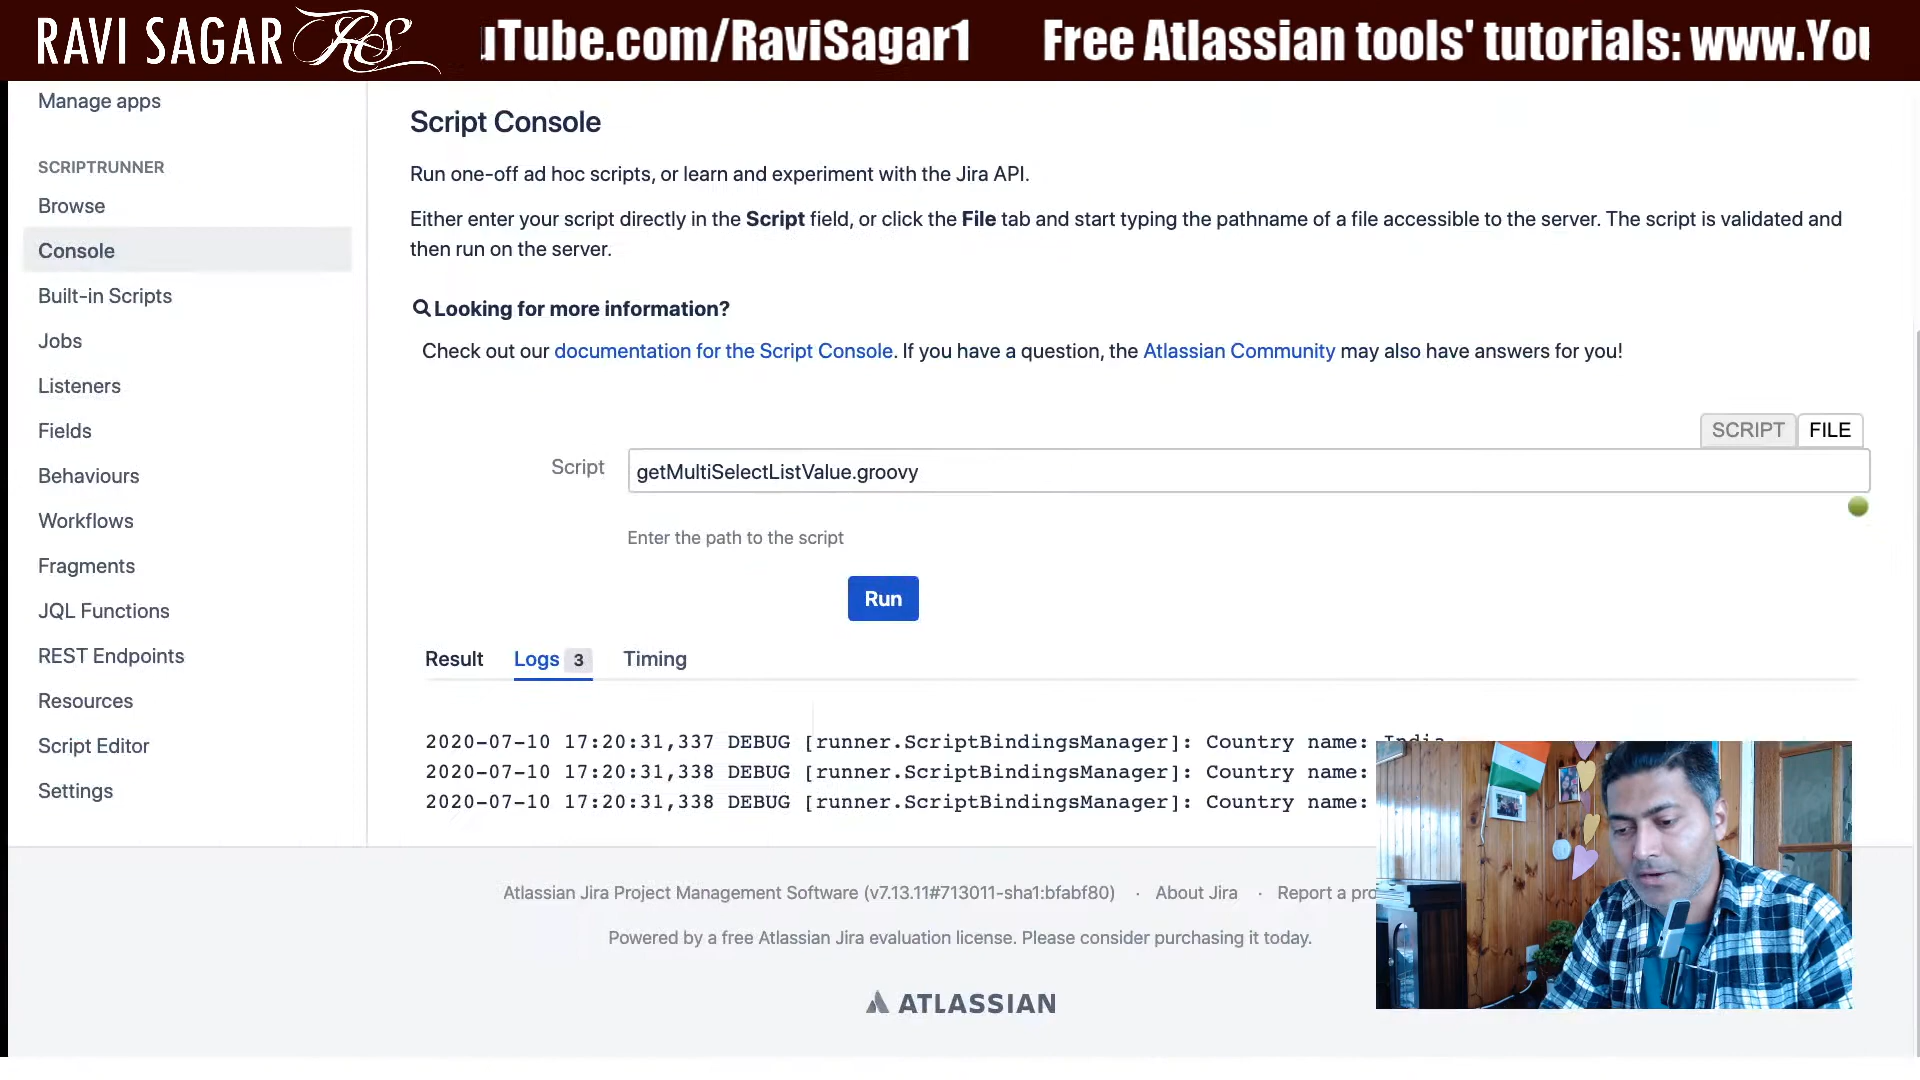 RAVI SAGAR RS
uTube.com/RaviSagar1 Free Atlassian tools' tutorials: www.You
Manage apps
SCRIPTRUNNER
Browse
Console
Built-in Scripts
Jobs
Listeners
Fields
Behaviours
Workflows
Fragments
JQL Functions
REST Endpoints
Resources
Script Editor
Settings
Script Console
Run one-off ad hoc scripts, or learn and experiment with the Jira API.
Either enter your script directly in the Script field, or click the File tab and start typing the pathname of a file accessible to the server. The script is validated and
then run on the server.
Looking for more information?
Check out our documentation for the Script Console. If you have a question, the Atlassian Community may also have answers for you!
SCRIPT FILE
Script getMultiSelectListValue.groovy
Enter the path to the script
Run
Result Logs 3 Timing
2020-07-10 17:20:31,337 DEBUG [runner.ScriptBindingsManager]: Country name: India
2020-07-10 17:20:31,338 DEBUG [runner.ScriptBindingsManager]: Country name:
2020-07-10 17:20:31,338 DEBUG [runner.ScriptBindingsManager]: Country name:
Atlassian Jira Project Management Software (v7.13.11#713011-sha1:bfabf80) · About Jira · Report a pro
Powered by a free Atlassian Jira evaluation license. Please consider purchasing it today.
ATLASSIAN